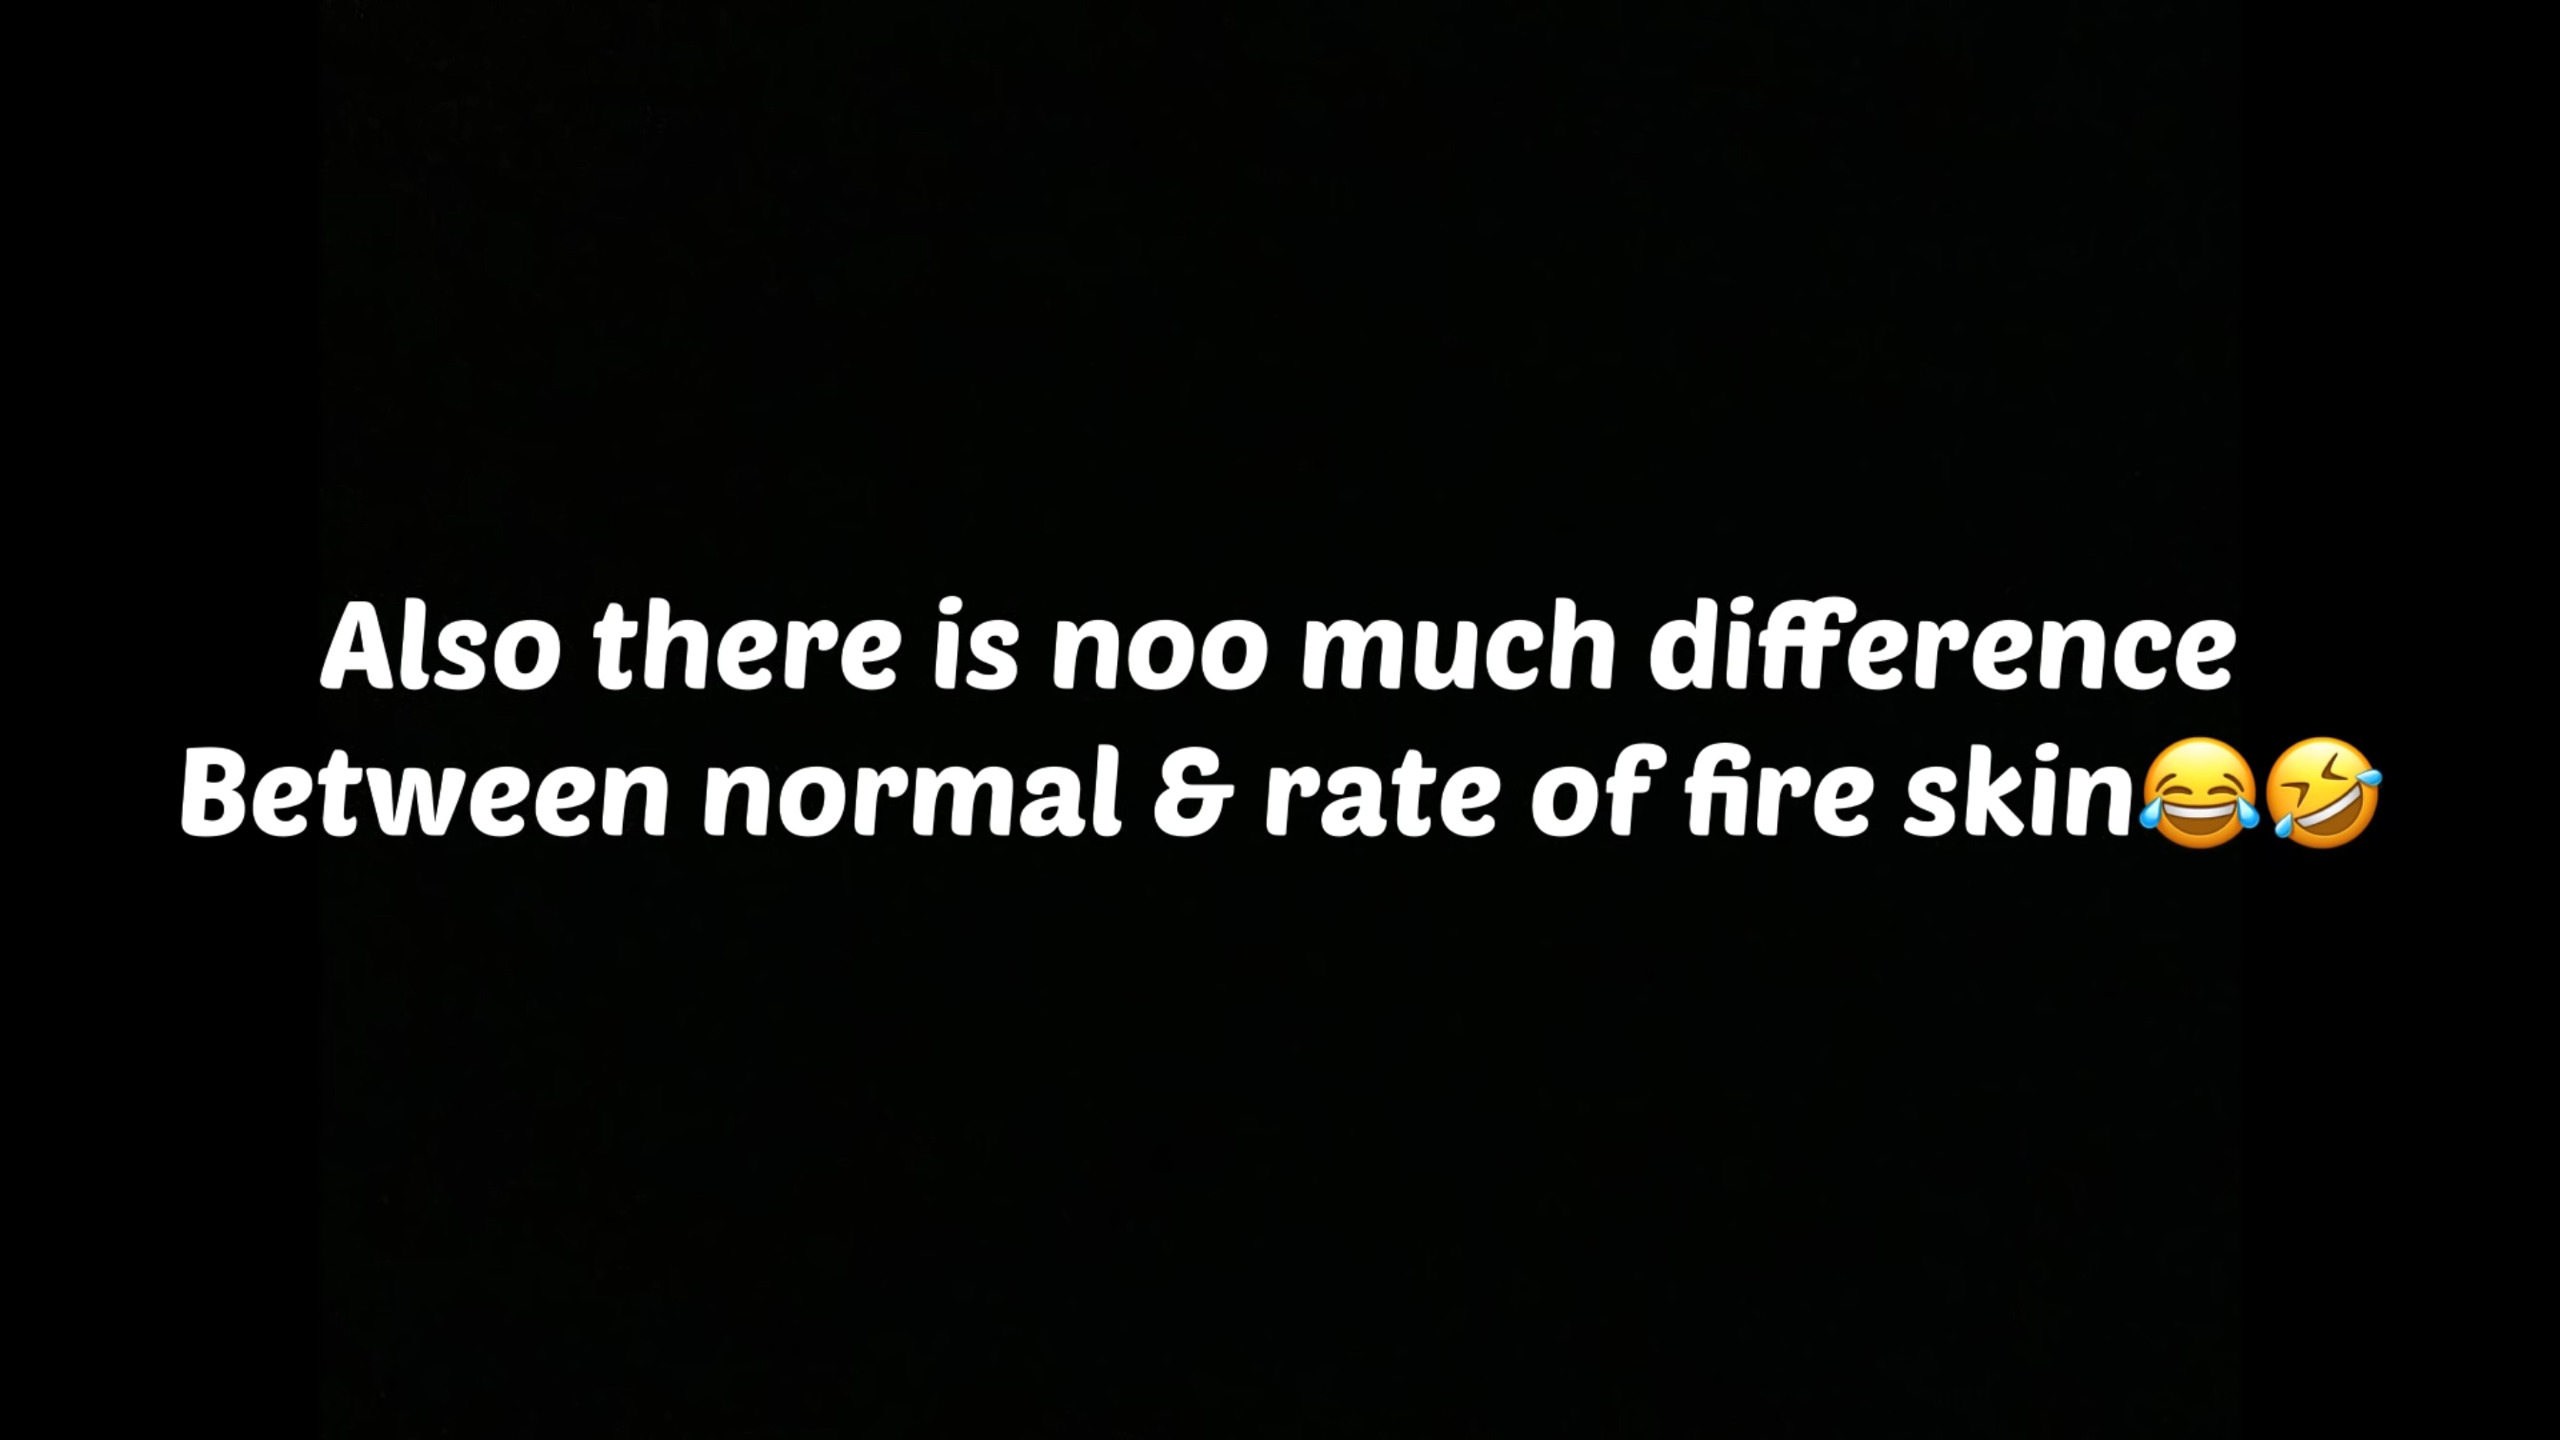 Also there is noo much difference
Between normal & rate of fire skin😂🤣